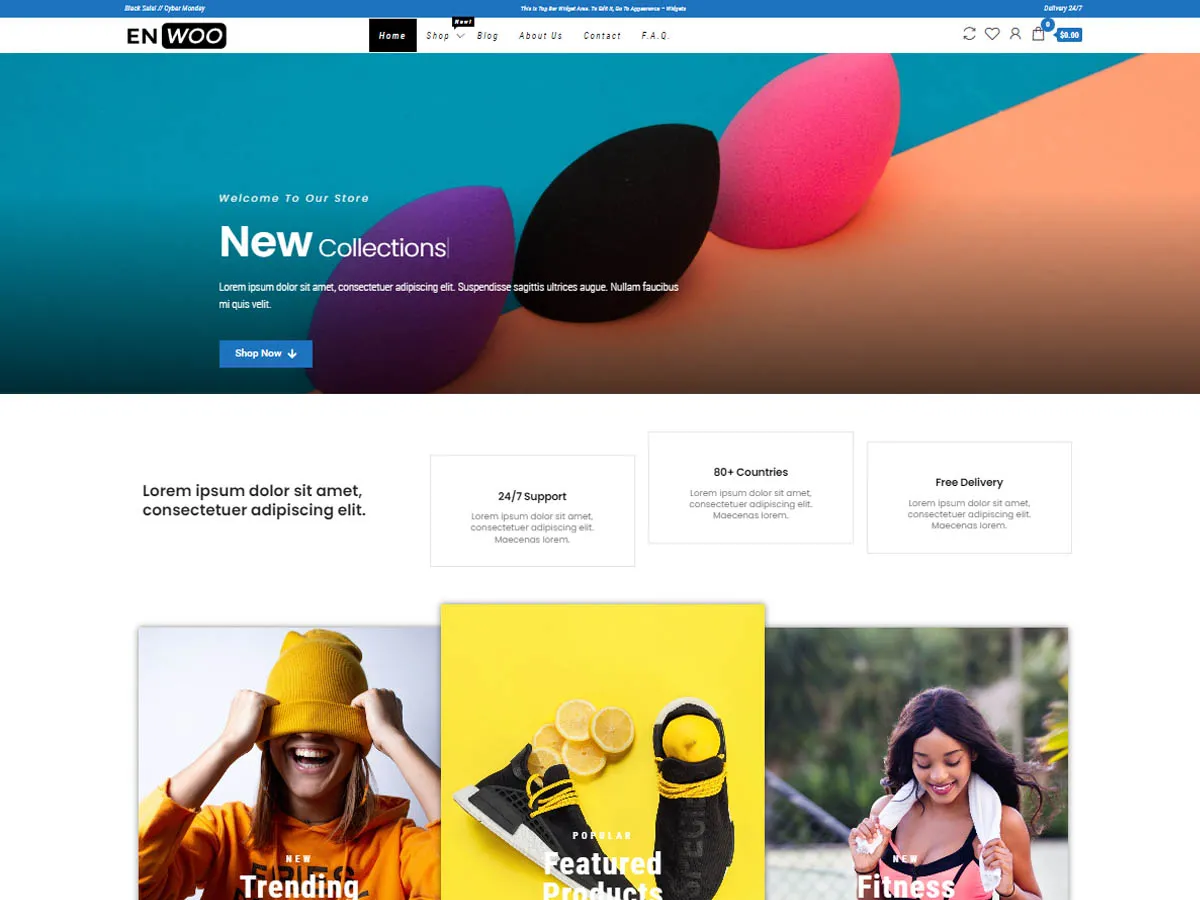 Black Sale! // Cyber Monday
This Is Top Bar Widget Area. To Edit It, Go To Appearance – Widgets
Delivery 24/7
EN WOO
Home
Shop
New!
Blog
About Us
Contact
F.A.Q.
0
$0.00
Welcome To Our Store
New Collections
Lorem ipsum dolor sit amet, consectetuer adipiscing elit. Suspendisse sagittis ultrices augue. Nullam faucibus
mi quis velit.
Shop Now
Lorem ipsum dolor sit amet,
consectetuer adipiscing elit.
24/7 Support
Lorem ipsum dolor sit amet,
consectetuer adipiscing elit.
Maecenas lorem.
80+ Countries
Lorem ipsum dolor sit amet,
consectetuer adipiscing elit.
Maecenas lorem.
Free Delivery
Lorem ipsum dolor sit amet,
consectetuer adipiscing elit.
Maecenas lorem.
NEW
Trending
POPULAR
Featured
Products
NEW
Fitness